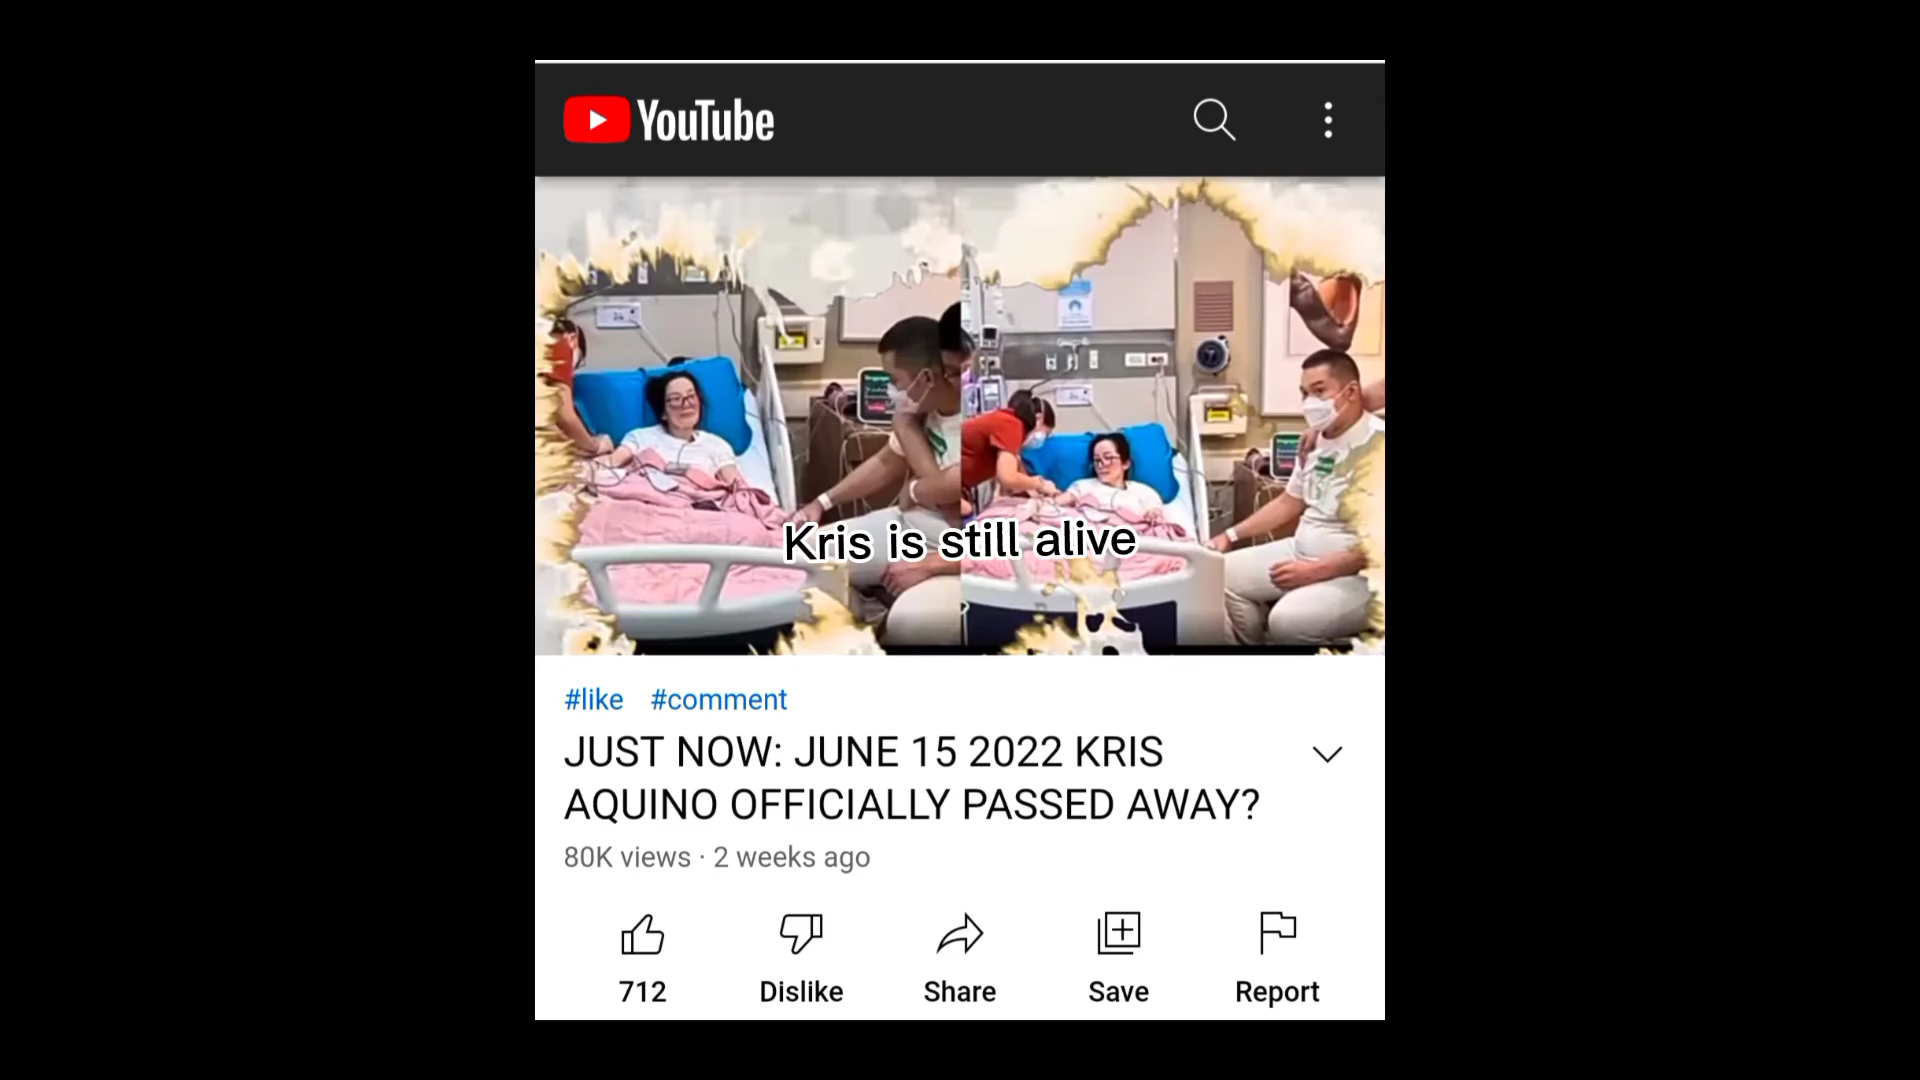 YouTube
Kris is still alive
#like #comment
JUST NOW: JUNE 15 2022 KRIS
AQUINO OFFICIALLY PASSED AWAY?
80K views · 2 weeks ago
712 Dislike Share Save Report